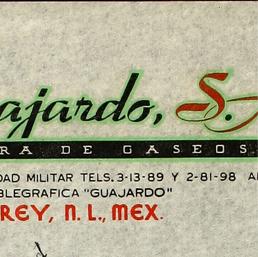 ajardo, S.
RA DE GASEOS
DAD MILITAR TELS. 3-13-89 Y 2-81-98 A
BLEGRAFICA "GUAJARDO"
REY, N. L., MEX.